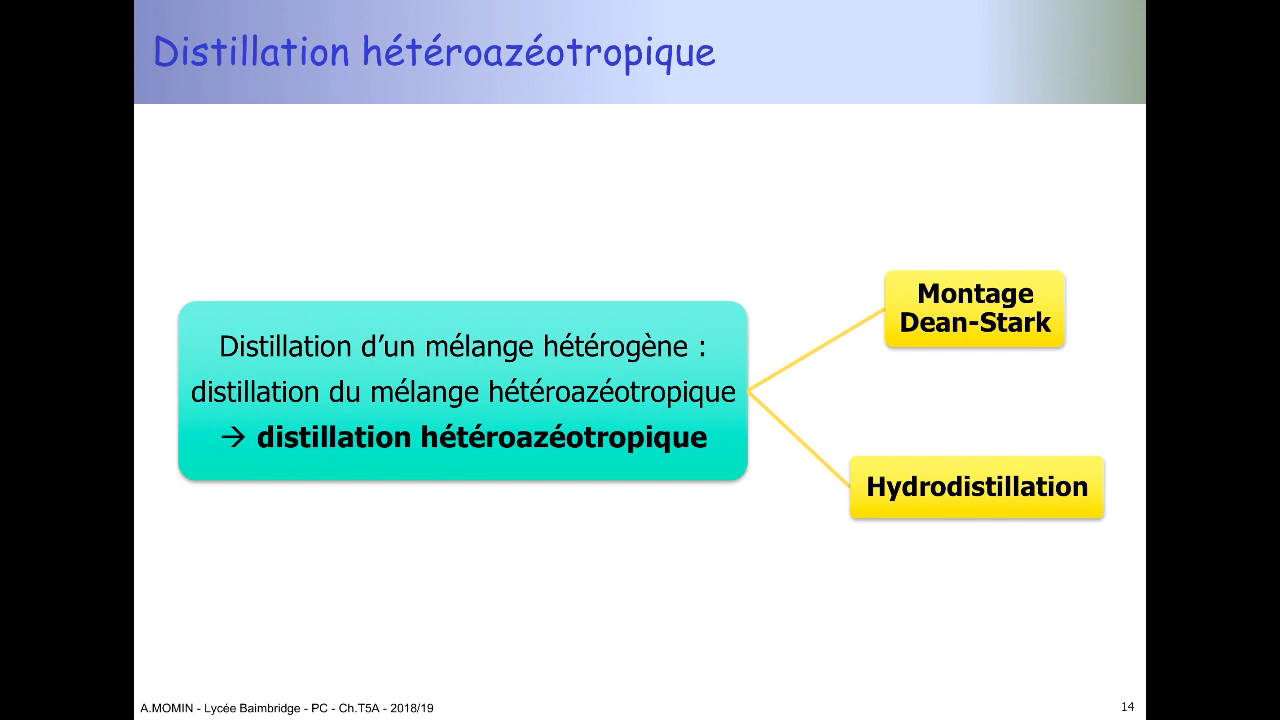 Distillation hétéroazéotropique
Distillation d’un mélange hétérogène :
distillation du mélange hétéroazéotropique
→ distillation hétéroazéotropique
Montage
Dean-Stark
Hydrodistillation
A.MOMIN - Lycée Baimbridge - PC - Ch.T5A - 2018/19
14